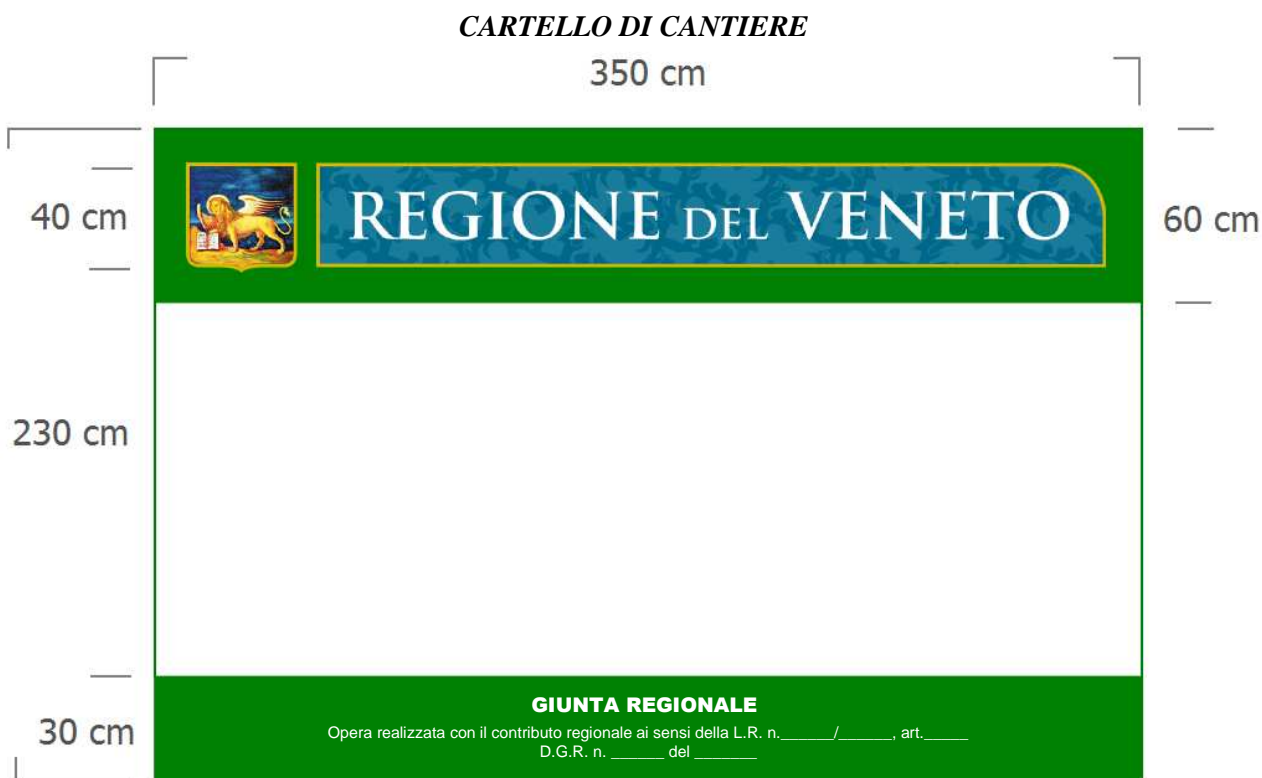 CARTELLO DI CANTIERE
350 cm
40 cm
REGIONE DEL VENETO
60 cm
230 cm
GIUNTA REGIONALE
30 cm
Opera realizzata con il contributo regionale ai sensi della L.R. n.______/______, art._____
D.G.R. n. ______ del _______